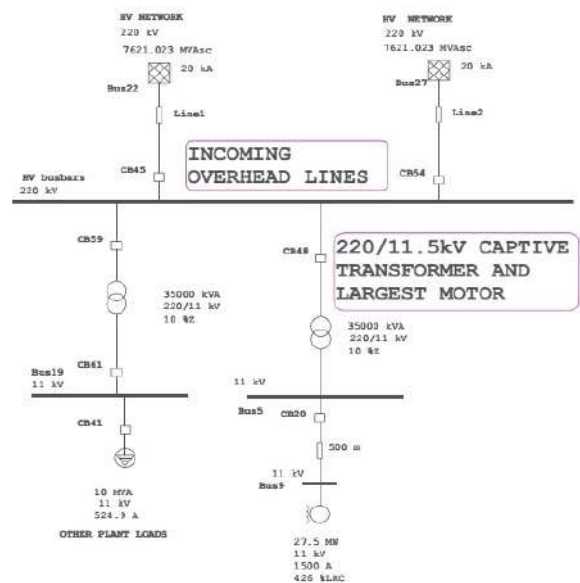 HV NETWORK
220 kV
7621.023 MVAsc
20 kA
Bus22
Line1
HV NETWORK
220 kV
7621.023 MVAsc
20 kA
Bus27
Line2
INCOMING
OVERHEAD LINES
CB45
CB54
HV busbars
220 kV
CB59
CB48
220/11.5kV CAPTIVE
TRANSFORMER AND
LARGEST MOTOR
35000 kVA
220/11 kV
10 %Z
35000 kVA
220/11 kV
10 %Z
CB61
Bus19
11 kV
11 kV
Bus5
CB20
CB41
500 m
11 kV
Bus9
10 MVA
11 kV
524.9 A
OTHER PLANT LOADS
27.5 MW
11 kV
1500 A
426 %LRC